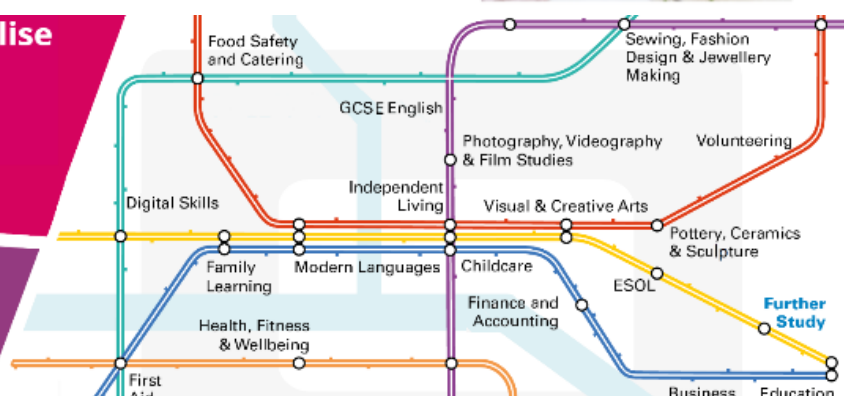 lise
Food Safety
and Catering
Sewing, Fashion
Design & Jewellery
Making
GCSE English
Photography, Videography
& Film Studies
Volunteering
Independent
Living
Digital Skills
Visual & Creative Arts
Pottery, Ceramics
& Sculpture
Family
Learning
Modern Languages
Childcare
ESOL
Finance and
Accounting
Further
Study
Health, Fitness
& Wellbeing
First
Aid
Business
Education